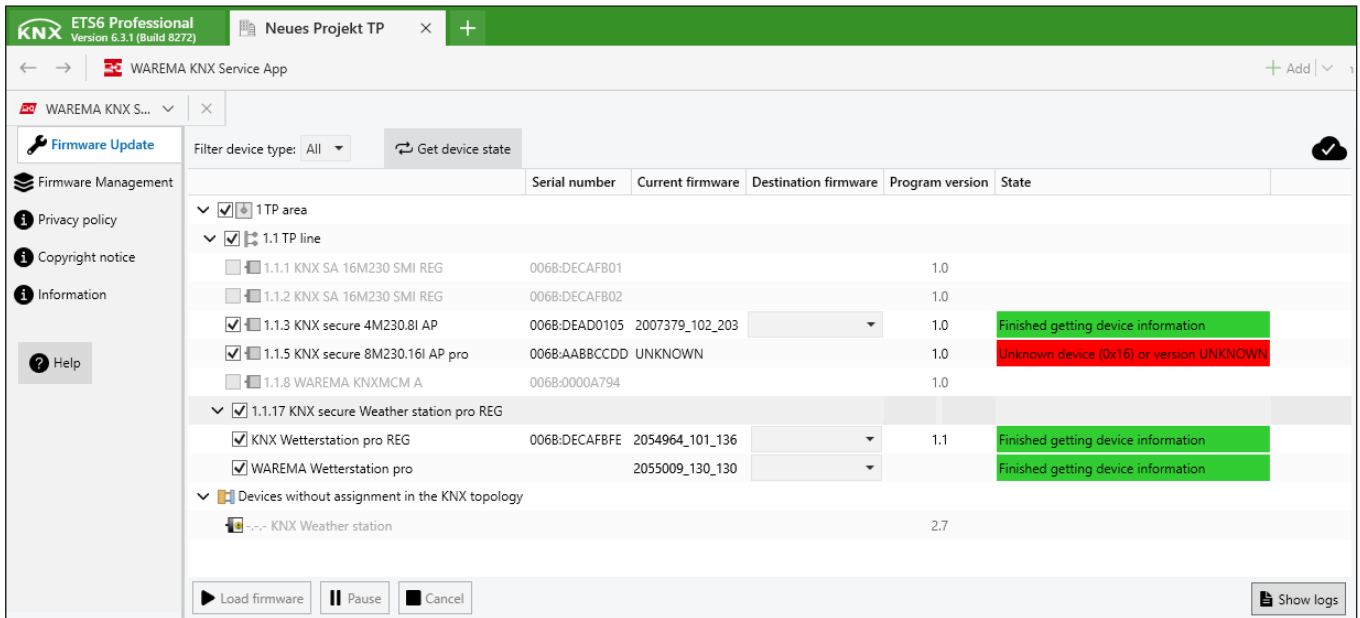 KNX ETS6 Professional
Version 6.3.1 (Build 8272)
Neues Projekt TP
WAREMA KNX Service App
Add
WAREMA KNX S...
Firmware Update
Firmware Management
Privacy policy
Copyright notice
Information
Help
Filter device type: All
Get device state
Serial number Current firmware Destination firmware Program version State
1 TP area
1.1 TP line
1.1.1 KNX SA 16M230 SMI REG 006B:DECAFB01 1.0
1.1.2 KNX SA 16M230 SMI REG 006B:DECAFB02 1.0
1.1.3 KNX secure 4M230.8I AP 006B:DEAD0105 2007379_102_203 1.0 Finished getting device information
1.1.5 KNX secure 8M230.16I AP pro 006B:AABBCCDD UNKNOWN 1.0 Unknown device (0x16) or version UNKNOWN
1.1.8 WAREMA KNXMCM A 006B:0000A794 1.0
1.1.17 KNX secure Weather station pro REG
KNX Wetterstation pro REG 006B:DECAFBFE 2054964_101_136 1.1 Finished getting device information
WAREMA Wetterstation pro 2055009_130_130 Finished getting device information
Devices without assignment in the KNX topology
-.-.- KNX Weather station 2.7
Load firmware
Pause
Cancel
Show logs